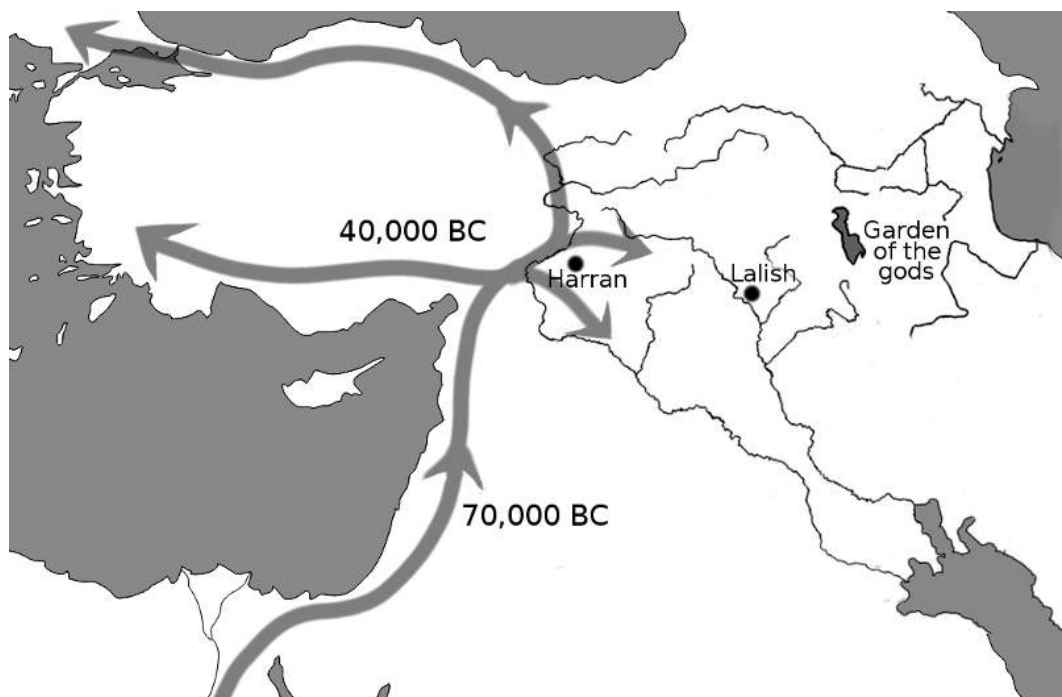 40,000 BC
Harran
Lalish
Garden
of the
gods
70,000 BC